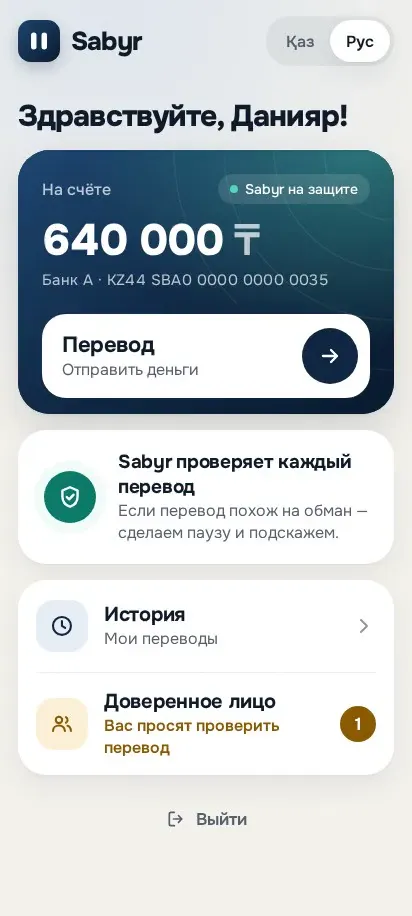 Sabyr
Қаз
Рус
Здравствуйте, Данияр!
На счёте
Sabyr на защите
640 000 ₸
Банк A · KZ44 SBA0 0000 0000 0035
Перевод
Отправить деньги
Sabyr проверяет каждый
перевод
Если перевод похож на обман —
сделаем паузу и подскажем.
История
Мои переводы
Доверенное лицо
Вас просят проверить
перевод
1
Выйти